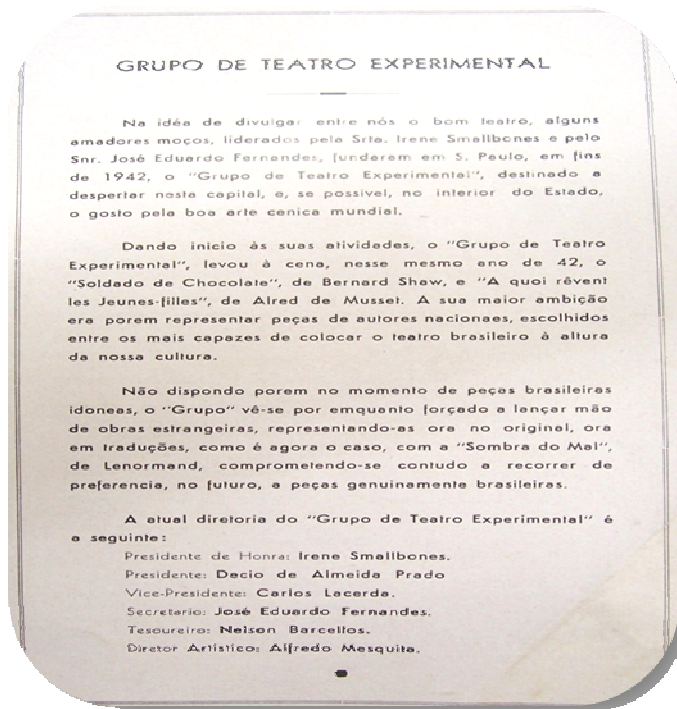 GRUPO DE TEATRO EXPERIMENTAL
Na idéa de divulgar entre nós o bom teatro, alguns
amadores moços, liderados pela Srta. Irene Smallbones e pelo
Snr. José Eduardo Fernandes, fundaram em S. Paulo, em fins
de 1942, o "Grupo de Teatro Experimental", destinado a
despertar nesta capital, e, se possivel, no interior do Estado,
o gosto pela boa arte cenica mundial.
Dando inicio às suas atividades, o "Grupo de Teatro
Experimental", levou à cena, nesse mesmo ano de 42, o
"Soldado de Chocolate", de Bernard Shaw, e "A quoi rêvent
les Jeunes-filles", de Alred de Musset. A sua maior ambição
era porem representar peças de autores nacionaes, escolhidos
entre os mais capazes de colocar o teatro brasileiro à altura
da nossa cultura.
Não dispondo porem no momento de peças brasileiras
idoneas, o "Grupo" vê-se por emquanto forçado a lançar mão
de obras estrangeiras, representando-as ora no original, ora
em traduções, como é agora o caso, com a "Sombra do Mal",
de Lenormand, comprometendo-se contudo a recorrer de
preferencia, no futuro, a peças genuinamente brasileiras.
A atual diretoria do "Grupo de Teatro Experimental" é
a seguinte:
Presidente de Honra: Irene Smallbones.
Presidente: Decio de Almeida Prado
Vice-Presidente: Carlos Lacerda.
Secretario: José Eduardo Fernandes.
Tesoureiro: Nelson Barcellos.
Diretor Artístico: Alfredo Mesquita.